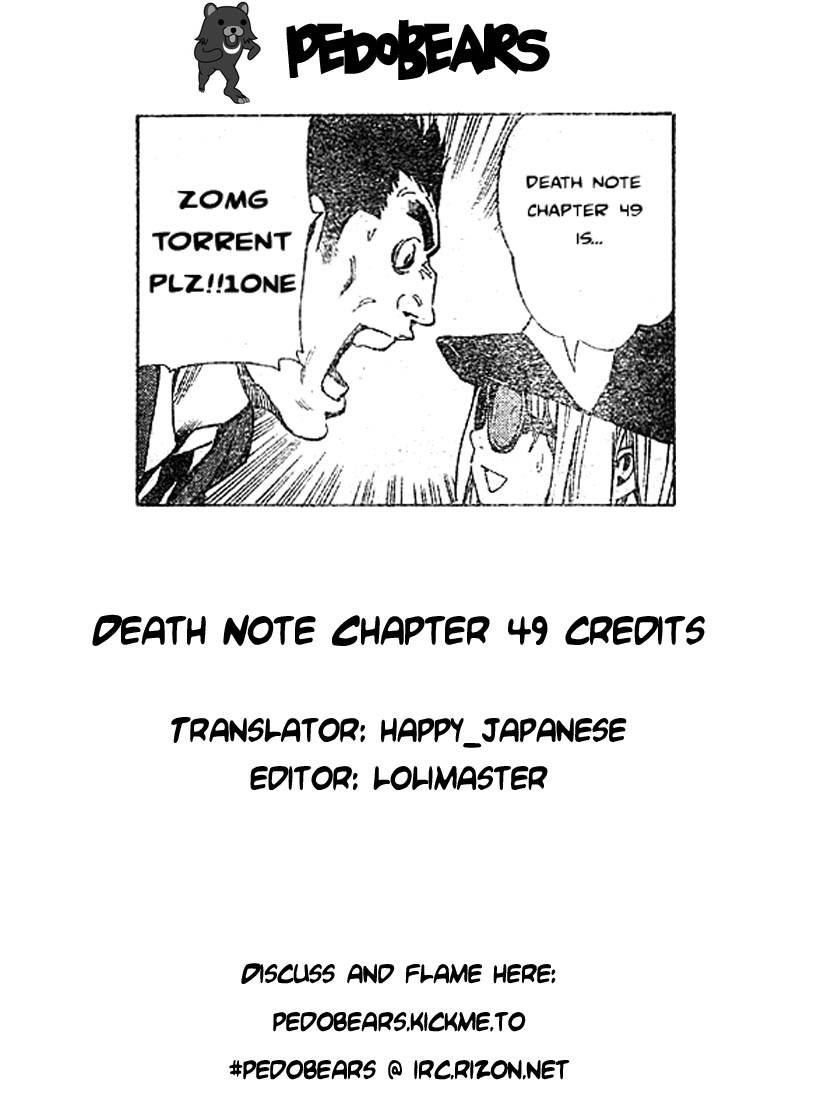 PEDOBEARS
ZOMG
TORRENT
PLZ!!1ONE
DEATH NOTE
CHAPTER 49
IS...
DEATH NOTE CHAPTER 49 CREDITS
TRANSLATOR: HAPPY_JAPANESE
EDITOR: LOLIMASTER
DISCUSS AND FLAME HERE:
PEDOBEARS.KICKME.TO
#PEDOBEARS @ IRC.RIZON.NET